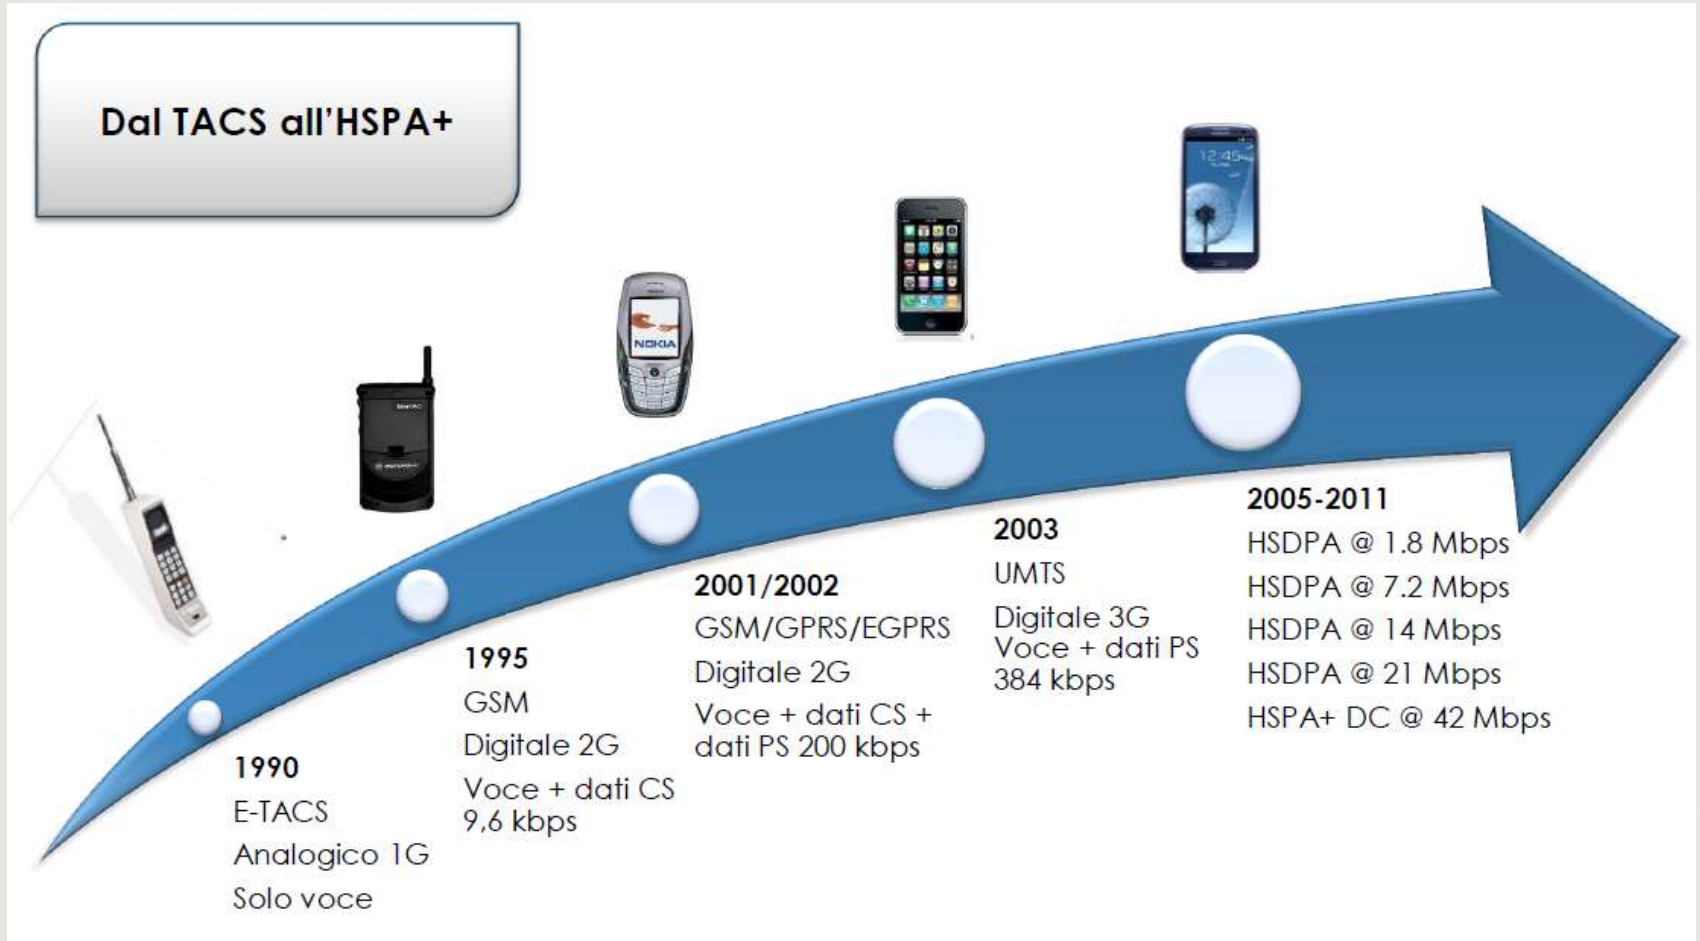 Dal TACS all'HSPA+
12:45
NOKIA
1990
E-TACS
Analogico 1G
Solo voce
1995
GSM
Digitale 2G
Voce + dati CS
9,6 kbps
2001/2002
GSM/GPRS/EGPRS
Digitale 2G
Voce + dati CS +
dati PS 200 kbps
2003
UMTS
Digitale 3G
Voce + dati PS
384 kbps
2005-2011
HSDPA @ 1.8 Mbps
HSDPA @ 7.2 Mbps
HSDPA @ 14 Mbps
HSDPA @ 21 Mbps
HSPA+ DC @ 42 Mbps